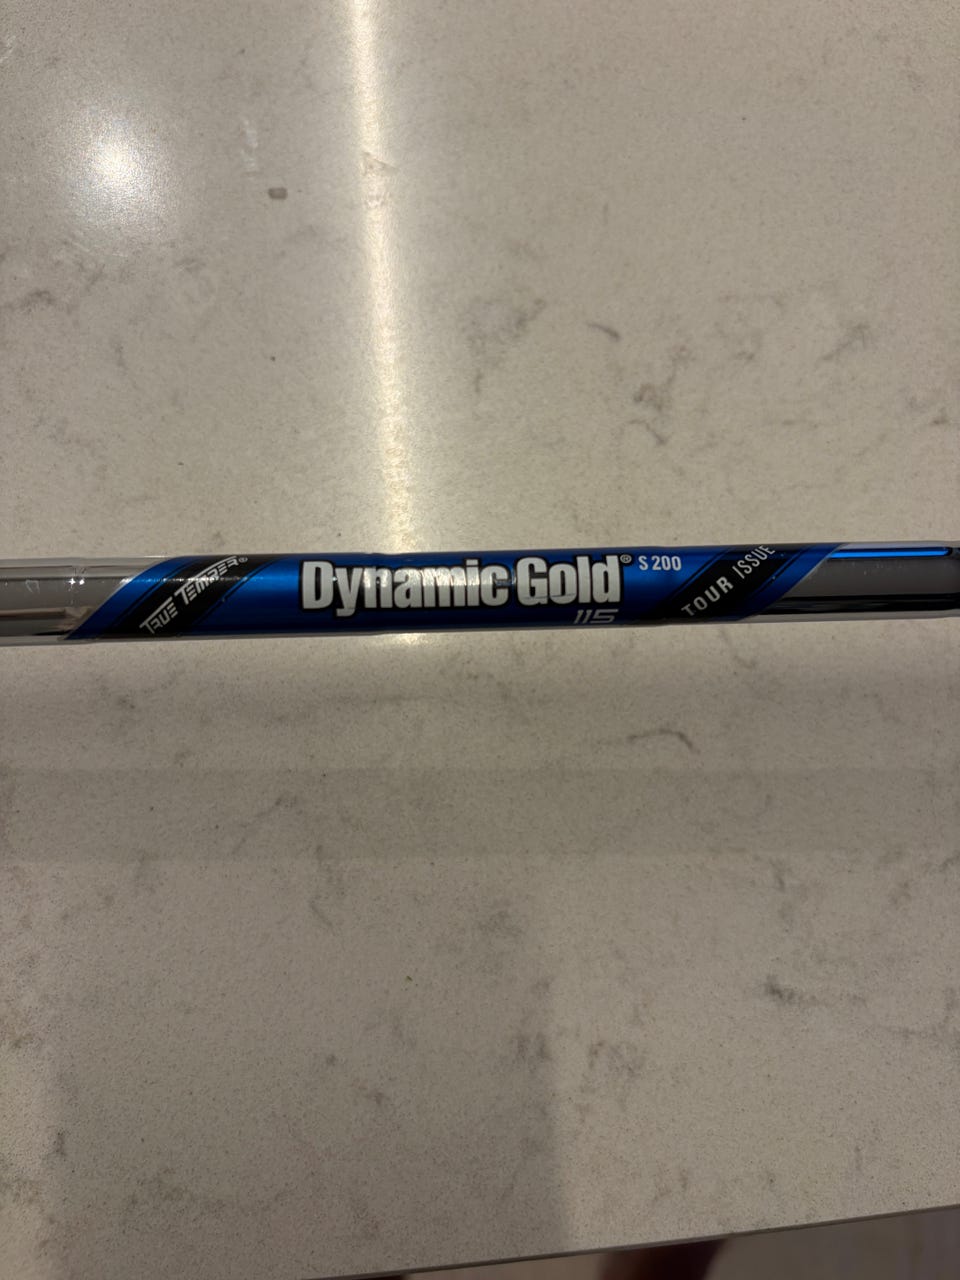 TRUE TEMPER®
Dynamic Gold® S200
115
TOUR ISSUE